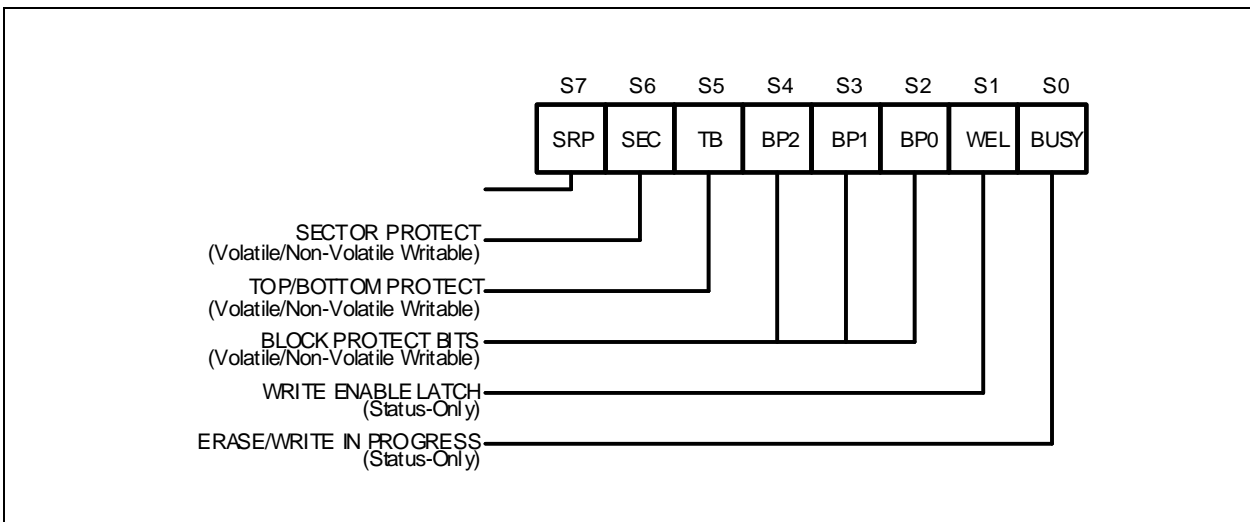 S7 S6 S5 S4 S3 S2 S1 S0
SRP SEC TB BP2 BP1 BP0 WEL BUSY
SECTOR PROTECT
(Volatile/Non-Volatile Writable)
TOP/BOTTOM PROTECT
(Volatile/Non-Volatile Writable)
BLOCK PROTECT BITS
(Volatile/Non-Volatile Writable)
WRITE ENABLE LATCH
(Status-Only)
ERASE/WRITE IN PROGRESS
(Status-Only)